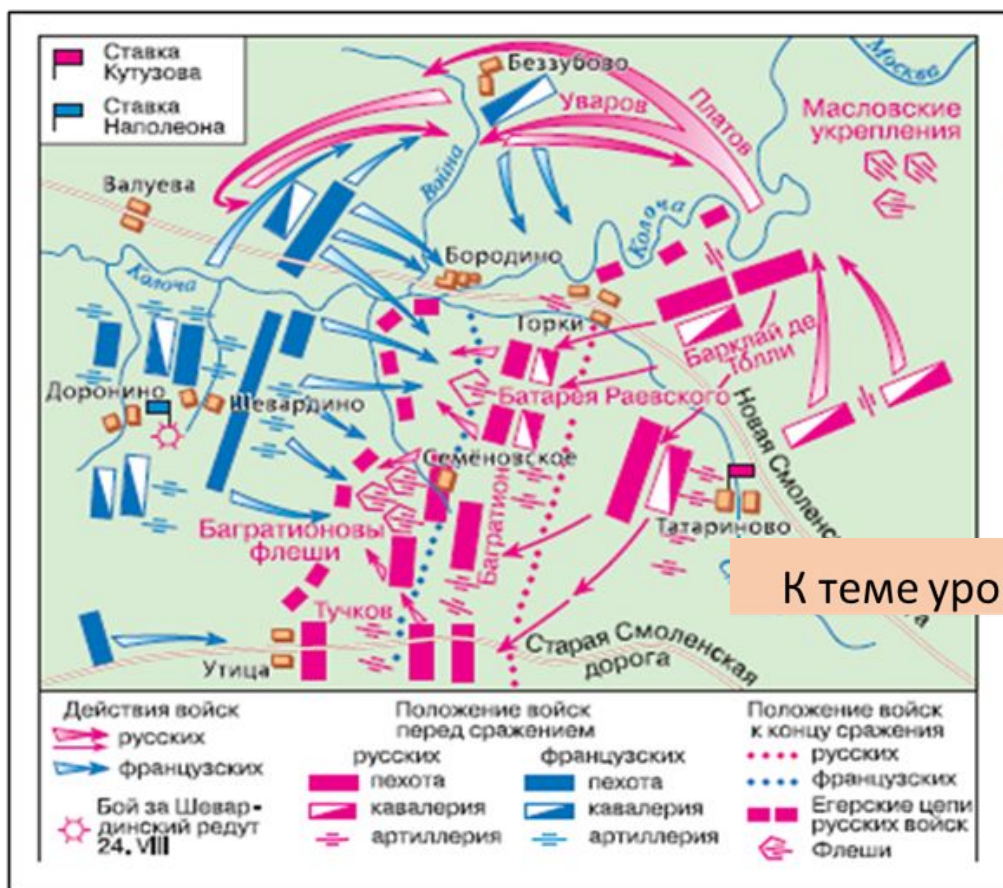 Ставка
Кутузова
Ставка
Наполеона
Беззубово
Уваров
Платов
Москва
Масловские
укрепления
Война
Валуева
Колоча
Бородино
Колоча
Торки
Барклай де
Толли
Доронино
Шевардино
Батарея Раевского
Новая Смоленск
Семёновское
Багратионовы
флеши
Багратион
Татариново
К теме уро
Тучков
Утица
Старая Смоленская
дорога
Действия войск
русских
французских
Бой за Шевар-
динский редут
24. VIII
Положение войск
перед сражением
русских
пехота
кавалерия
артиллерия
французских
пехота
кавалерия
артиллерия
Положение войск
к концу сражения
русских
французских
Егерские цепи
русских войск
Флеши